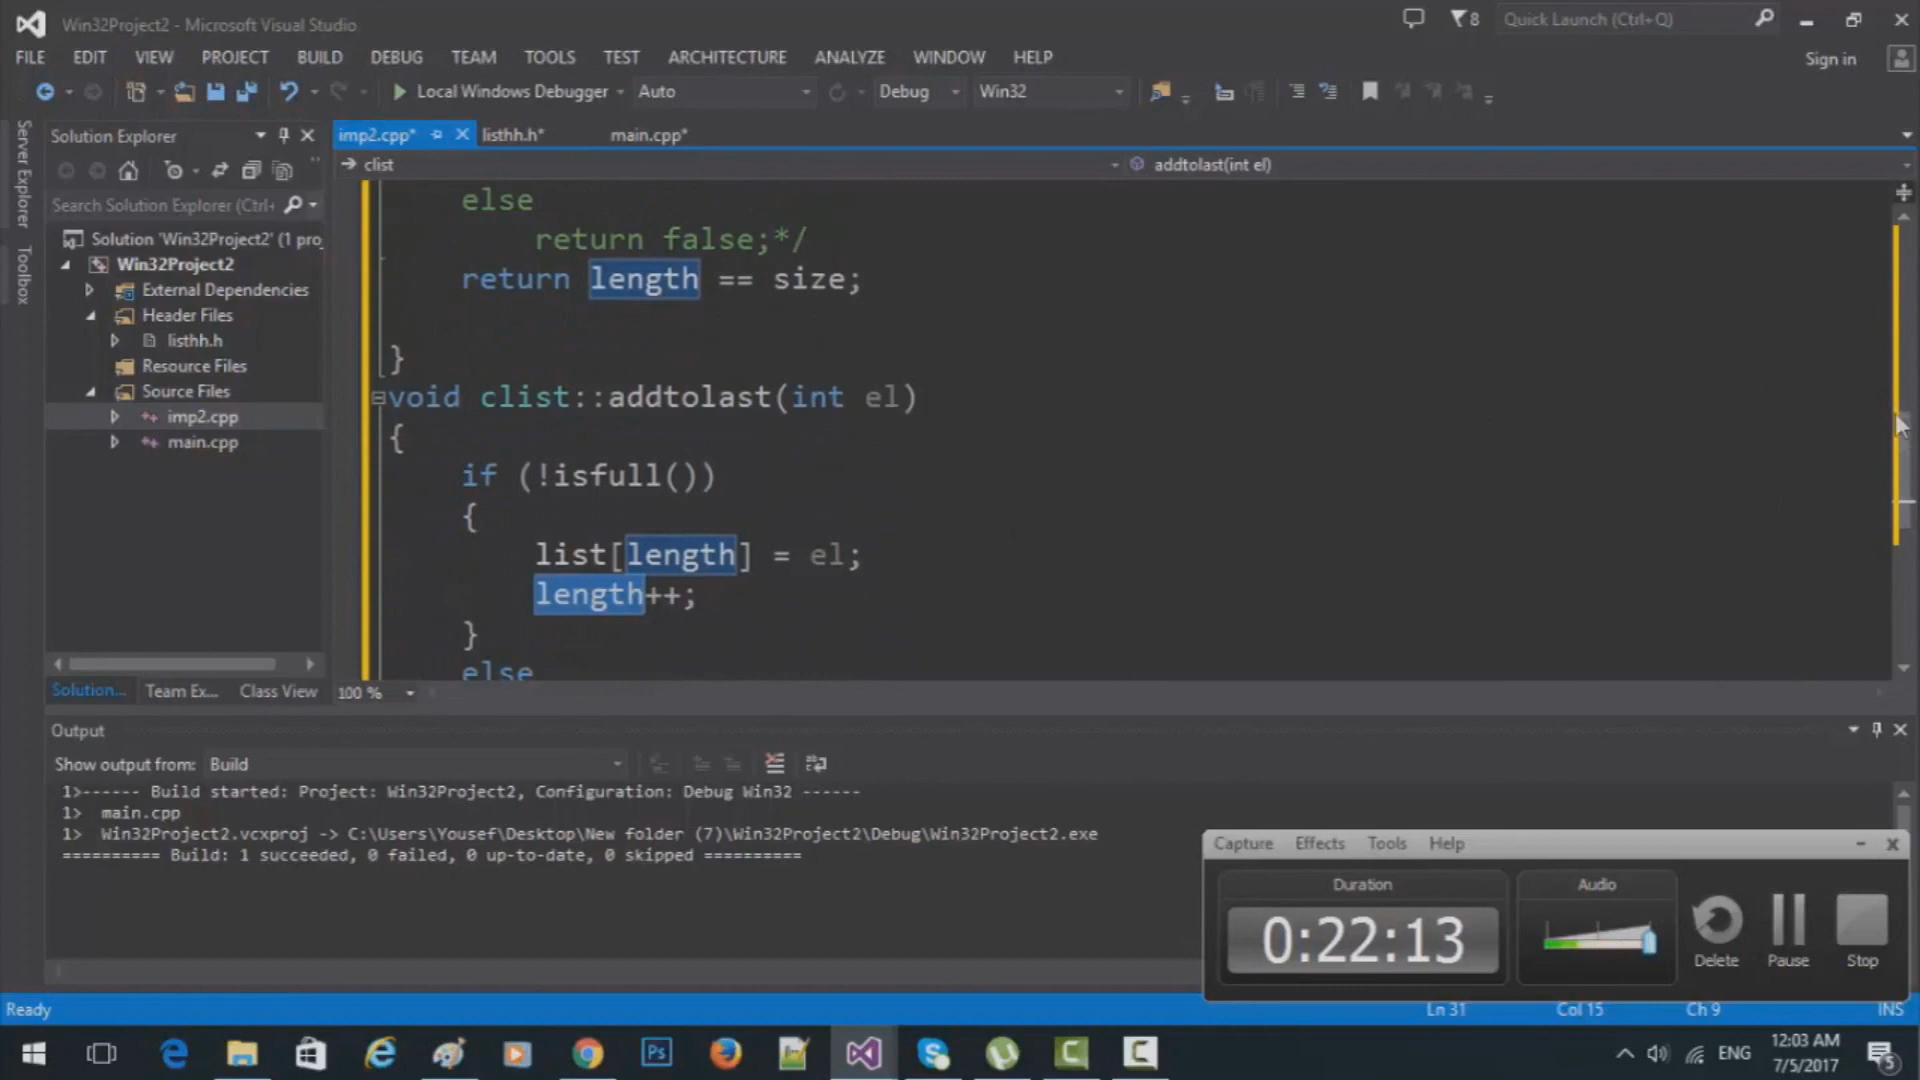 Win32Project2 - Microsoft Visual Studio
8
Quick Launch (Ctrl+Q)
FILE EDIT VIEW PROJECT BUILD DEBUG TEAM TOOLS TEST ARCHITECTURE ANALYZE WINDOW HELP
Sign in
Local Windows Debugger Auto Debug Win32
Server Explorer
Toolbox
Solution Explorer
Search Solution Explorer (Ctrl+
Solution 'Win32Project2' (1 proj
Win32Project2
External Dependencies
Header Files
listhh.h
Resource Files
Source Files
imp2.cpp
main.cpp
Solution... Team Ex... Class View
imp2.cpp* listhh.h* main.cpp*
clist addtolast(int el)
else
return false;*/
return length == size;
}
void clist::addtolast(int el)
{
if (!isfull())
{
list[length] = el;
length++;
}
else
100 %
Output
Show output from: Build
1>------ Build started: Project: Win32Project2, Configuration: Debug Win32 ------
1> main.cpp
1> Win32Project2.vcxproj -> C:\Users\Yousef\Desktop\New folder (7)\Win32Project2\Debug\Win32Project2.exe
========== Build: 1 succeeded, 0 failed, 0 up-to-date, 0 skipped ==========
Capture Effects Tools Help
Duration
0:22:13
Audio
Delete Pause Stop
Ready Ln 31 Col 15 Ch 9 INS
Ps
ENG
12:03 AM
7/5/2017
5